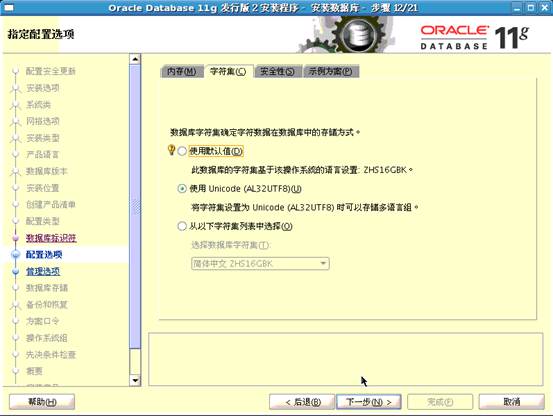 Oracle Database 11g 发行版 2 安装程序 - 安装数据库 - 步骤 12/21
指定配置选项
ORACLE
DATABASE 11g
配置安全更新
安装选项
系统类
网格选项
安装类型
产品语言
数据库版本
安装位置
创建产品清单
配置类型
数据库标识符
配置选项
管理选项
数据库存储
备份和恢复
方案口令
操作系统组
先决条件检查
概要
内存(M) 字符集(C) 安全性(S) 示例方案(P)
数据库字符集确定字符数据在数据库中的存储方式。
使用默认值(D)
此数据库的字符集基于该操作系统的语言设置: ZHS16GBK。
使用 Unicode (AL32UTF8)(U)
将字符集设置为 Unicode (AL32UTF8) 时可以存储多语言组。
从以下字符集列表中选择(O)
选择数据库字符集(T):
简体中文 ZHS16GBK
帮助(H) < 后退(B) 下一步(N) > 完成(F) 取消